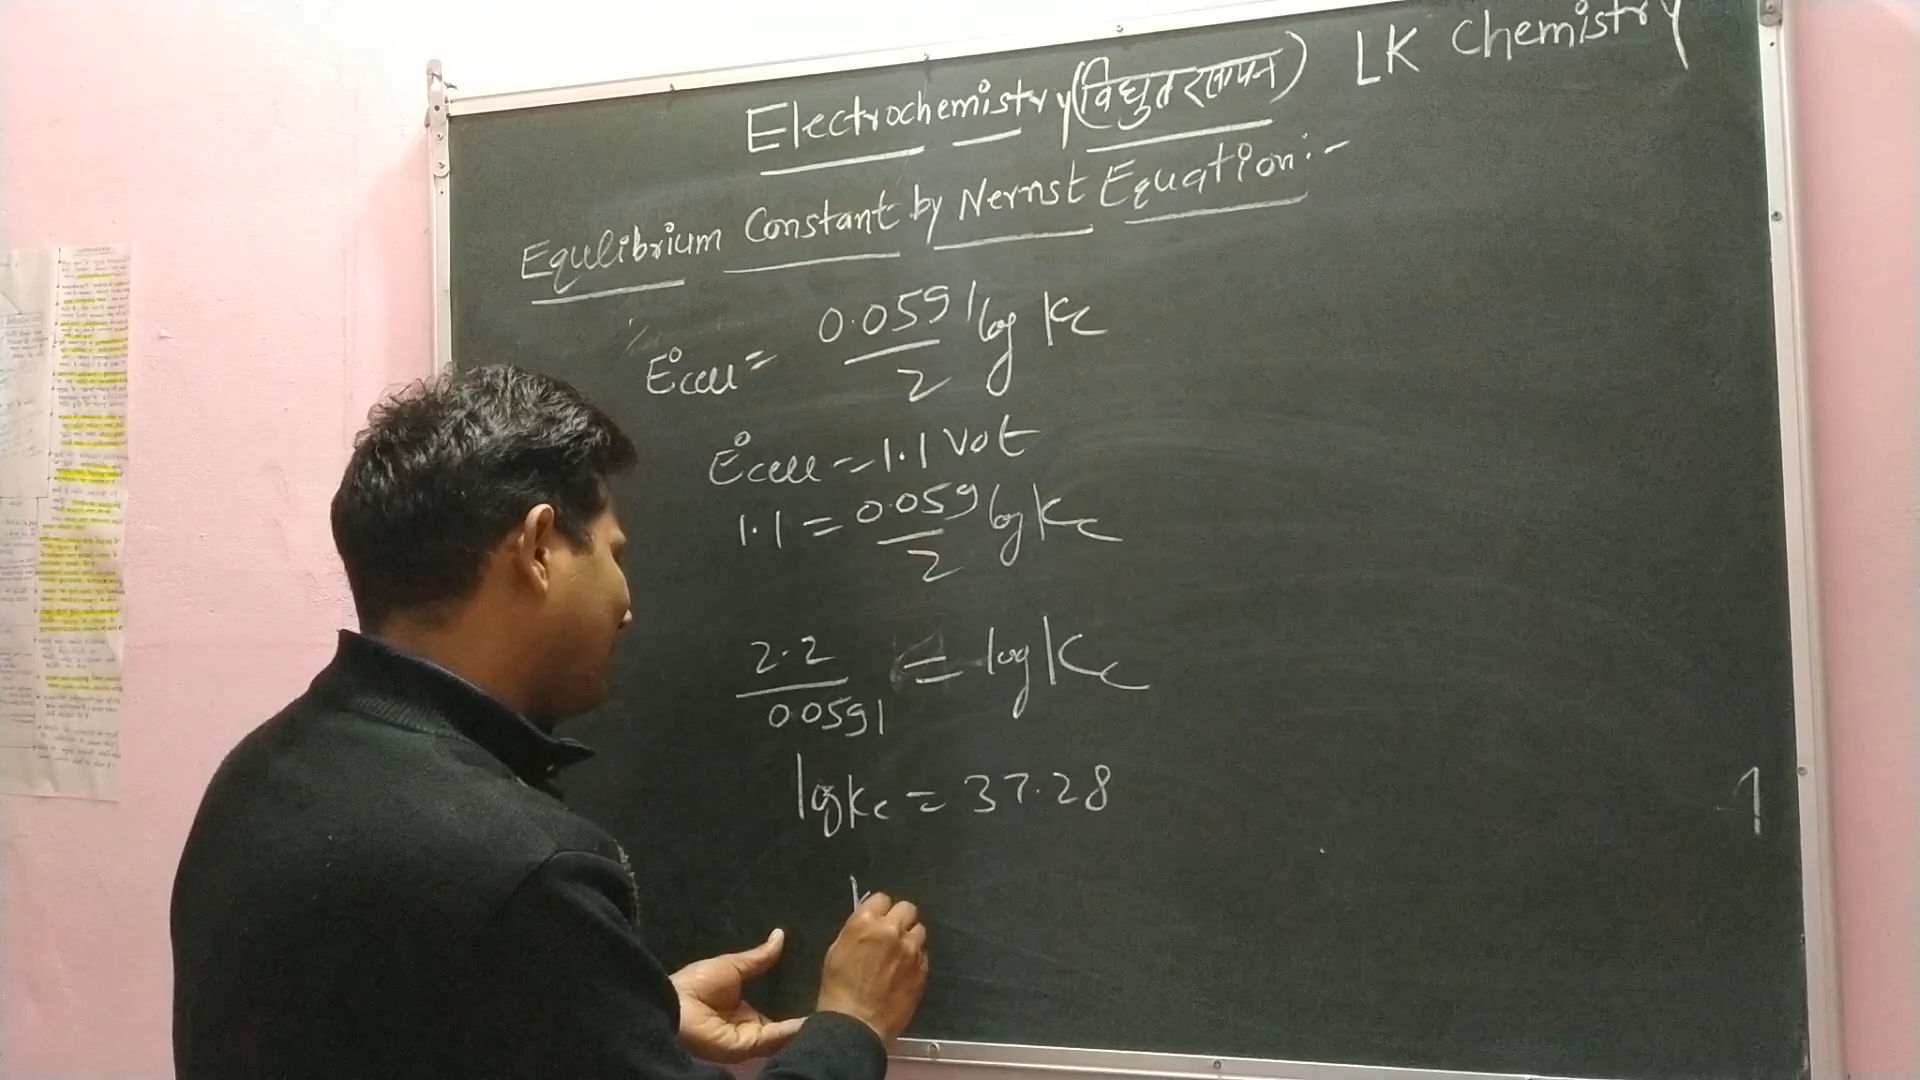 Electrochemistry (विधुत रसायन) LK Chemistry
Equlibrium Constant by Nernst Equation:-
E°cell = 0.0591/2 log Kc
E°cell = 1.1 Vot
1.1 = 0.059/2 log Kc
2.2/0.0591 = log Kc
log Kc = 37.28
1